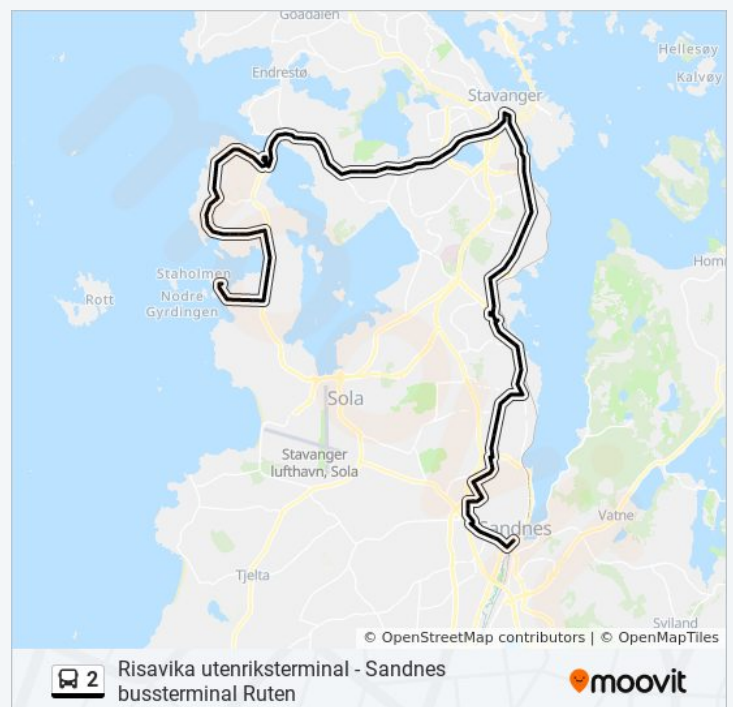 Goadalen
Hellesøy
Kalvøy
Endrestø
Stavanger
Staholmen
Nodre
Gyrdingen
Rott
Hom
Sola
Stavanger
lufthavn, Sola
Sandnes
Vatne
Tjelta
Sviland
© OpenStreetMap contributors | © OpenMapTiles
2
Risavika utenriksterminal - Sandnes
bussterminal Ruten
moovit